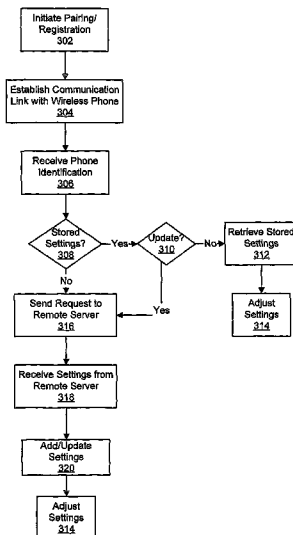 Initiate Pairing/
Registration
302
Establish Communication
Link with Wireless Phone
304
Receive Phone
Identification
306
Stored
Settings?
308
Yes
Update?
310
No
Retrieve Stored
Settings
312
No
Yes
Adjust
Settings
314
Send Request to
Remote Server
316
Receive Settings from
Remote Server
318
Add/Update
Settings
320
Adjust
Settings
314